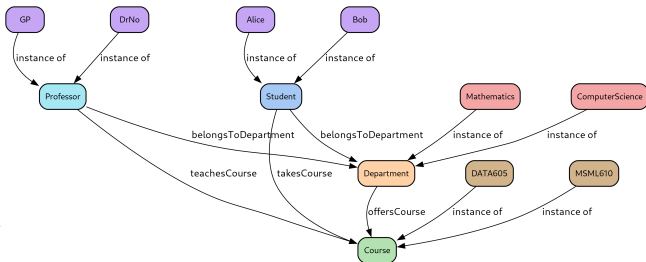 GP DrNo Alice Bob
instance of instance of instance of instance of
Professor Student Mathematics ComputerScience
belongsToDepartment belongsToDepartment instance of instance of
teachesCourse takesCourse Department DATA605 MSML610
offersCourse instance of instance of
Course